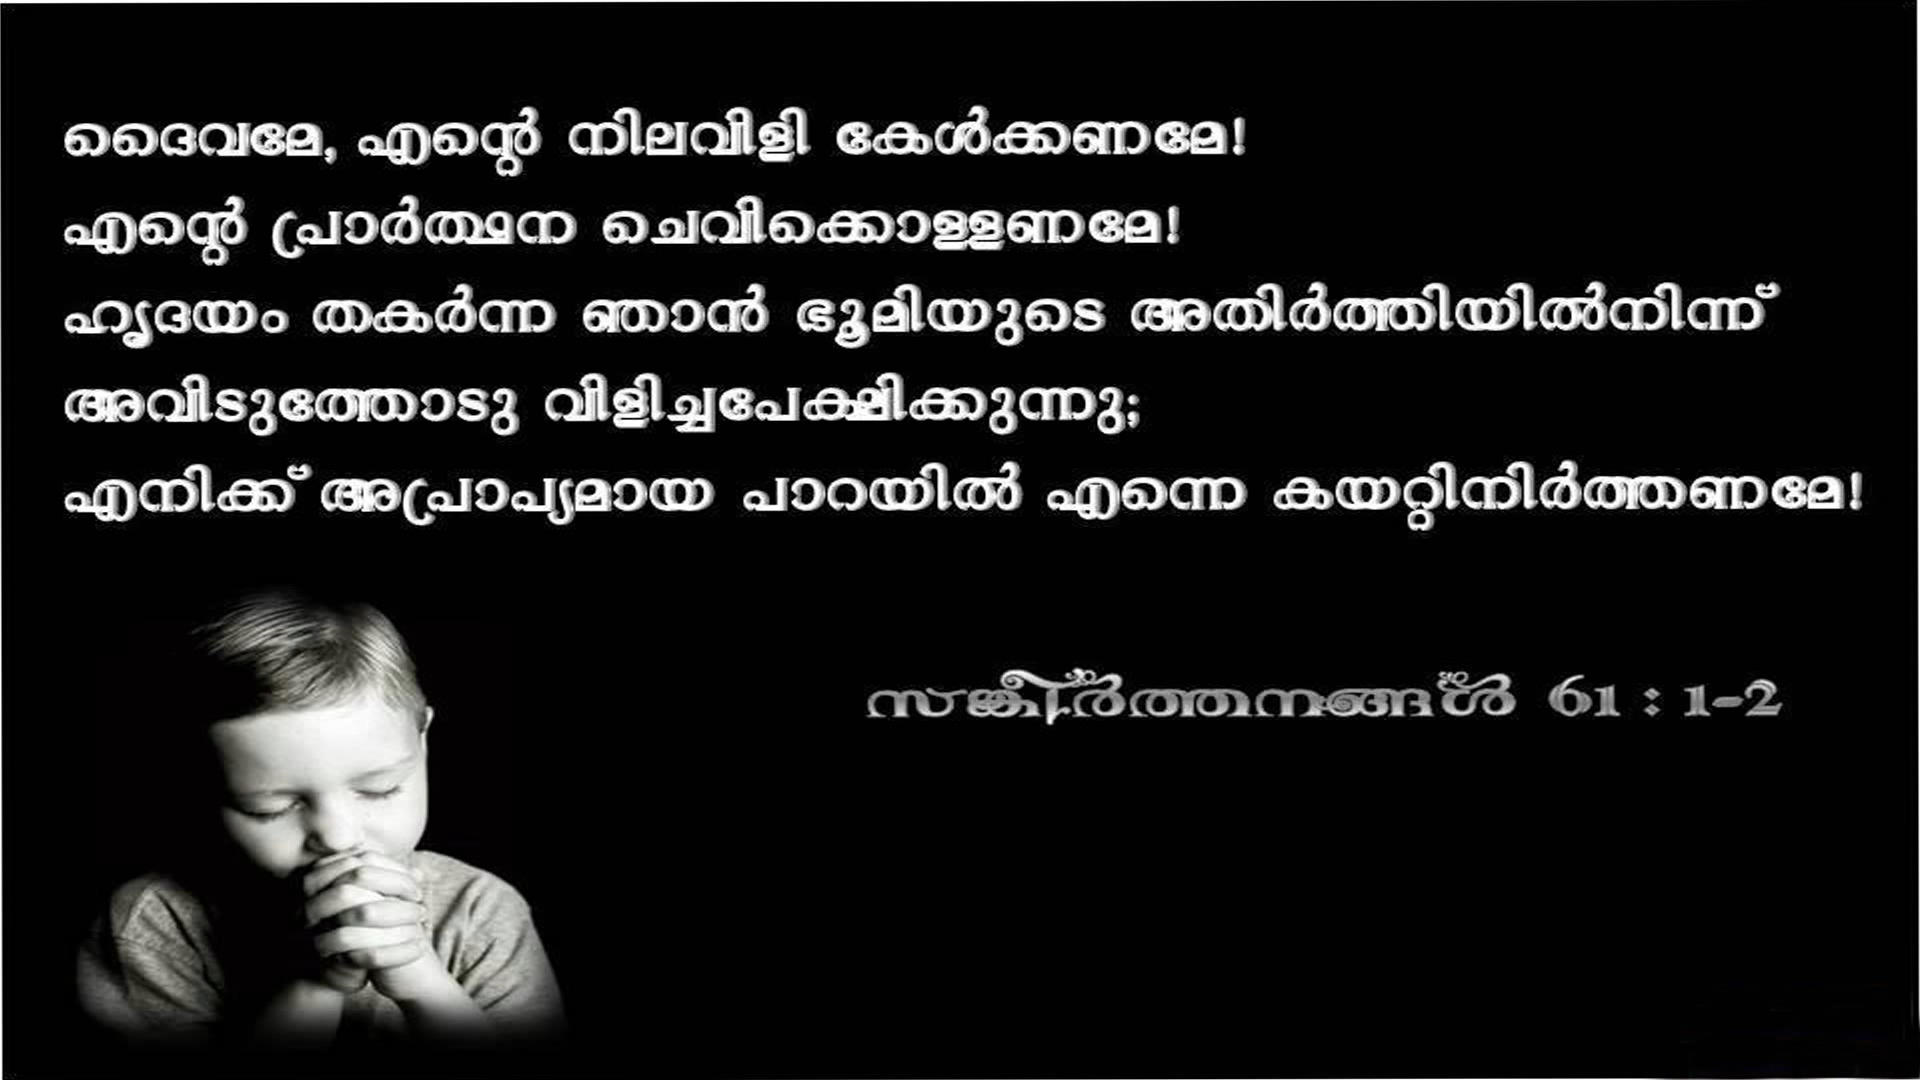 ദൈവമേ, എന്റെ നിലവിളി കേൾക്കണമേ!
എന്റെ പ്രാർത്ഥന ചെവിക്കൊള്ളണമേ!
ഹൃദയം തകർന്ന ഞാൻ ഭൂമിയുടെ അതിർത്തിയിൽനിന്ന്
അവിടുത്തോടു വിളിച്ചപേക്ഷിക്കുന്നു;
എനിക്ക് അപ്രാപ്യമായ പാറയിൽ എന്നെ കയറ്റിനിർത്തണമേ!
സങ്കീർത്തനങ്ങൾ 61 : 1-2